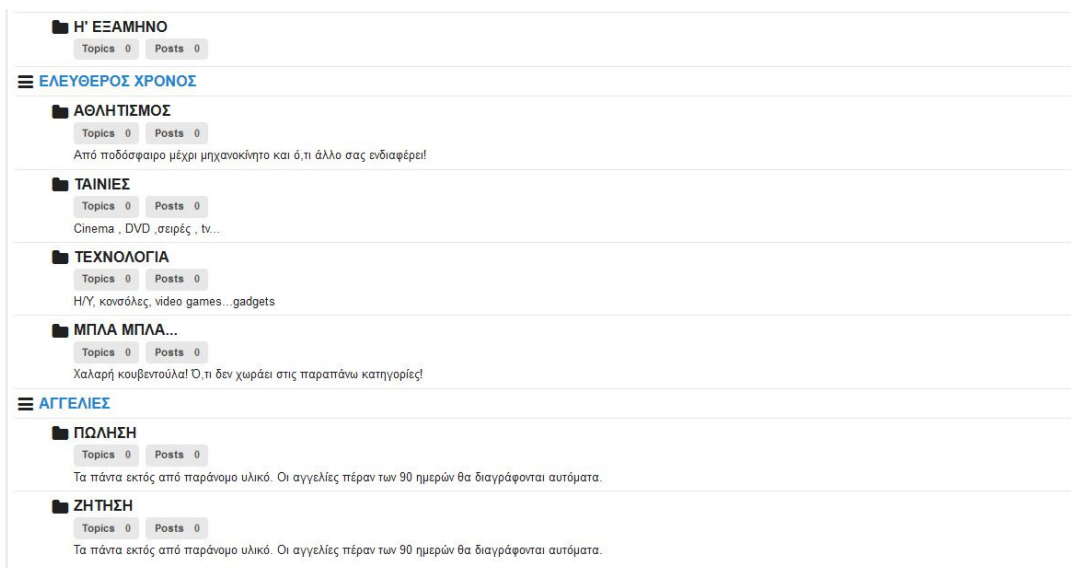 Η' ΕΞΑΜΗΝΟ
Topics 0 Posts 0
ΕΛΕΥΘΕΡΟΣ ΧΡΟΝΟΣ
ΑΘΛΗΤΙΣΜΟΣ
Topics 0 Posts 0
Από ποδόσφαιρο μέχρι μηχανοκίνητο και ό,τι άλλο σας ενδιαφέρει!
ΤΑΙΝΙΕΣ
Topics 0 Posts 0
Cinema , DVD ,σειρές , tv...
ΤΕΧΝΟΛΟΓΙΑ
Topics 0 Posts 0
Η/Υ, κονσόλες, video games...gadgets
ΜΠΛΑ ΜΠΛΑ...
Topics 0 Posts 0
Χαλαρή κουβεντούλα! Ό,τι δεν χωράει στις παραπάνω κατηγορίες!
ΑΓΓΕΛΙΕΣ
ΠΩΛΗΣΗ
Topics 0 Posts 0
Τα πάντα εκτός από παράνομο υλικό. Οι αγγελίες πέραν των 90 ημερών θα διαγράφονται αυτόματα.
ΖΗΤΗΣΗ
Topics 0 Posts 0
Τα πάντα εκτός από παράνομο υλικό. Οι αγγελίες πέραν των 90 ημερών θα διαγράφονται αυτόματα.